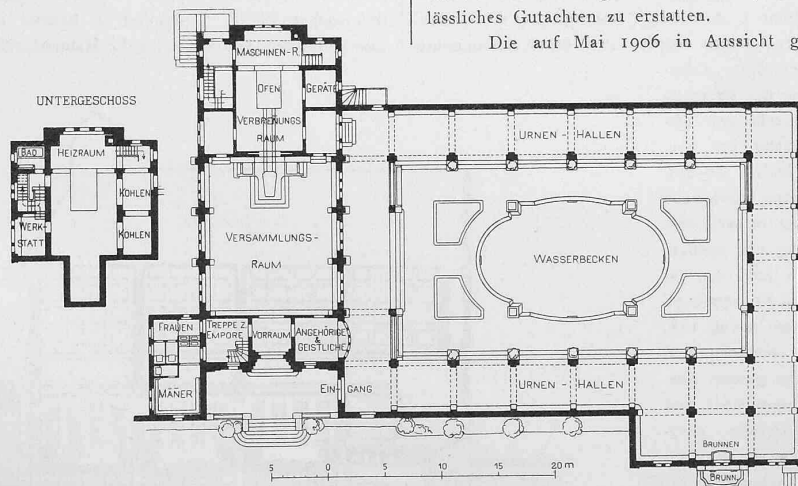 lässliches Gutachten zu erstatten.
Die auf Mai 1906 in Aussicht g
UNTERGESCHOSS
BAD
HEIZRAUM
KOHLEN
WERK-
STATT
KOHLEN
MASCHINEN-R.
OFEN
GERÄTE
VERBRENUNGS
RAUM
VERSAMMLUNGS-
RAUM
FRAUEN
MÄNER
TREPPE Z.
EMPORE
VORRAUM
ANGEHÖRIGE
&
GEISTLICHE
EIN-GANG
URNEN - HALLEN
WASSERBECKEN
URNEN - HALLEN
BRUNNEN
BRUNN.
5 0 5 10 15 20 m